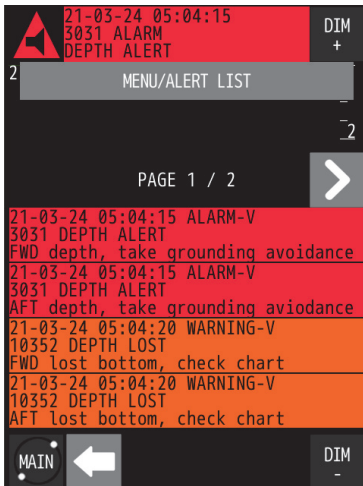 21-03-24 05:04:15
3031 ALARM
DEPTH ALERT
DIM
+
2
MENU/ALERT LIST
2
PAGE 1 / 2
21-03-24 05:04:15 ALARM-V
3031 DEPTH ALERT
FWD depth, take grounding avoidance
21-03-24 05:04:15 ALARM-V
3031 DEPTH ALERT
AFT depth, take grounding aviodance
21-03-24 05:04:20 WARNING-V
10352 DEPTH LOST
FWD lost bottom, check chart
21-03-24 05:04:20 WARNING-V
10352 DEPTH LOST
AFT lost bottom, check chart
MAIN
DIM
-